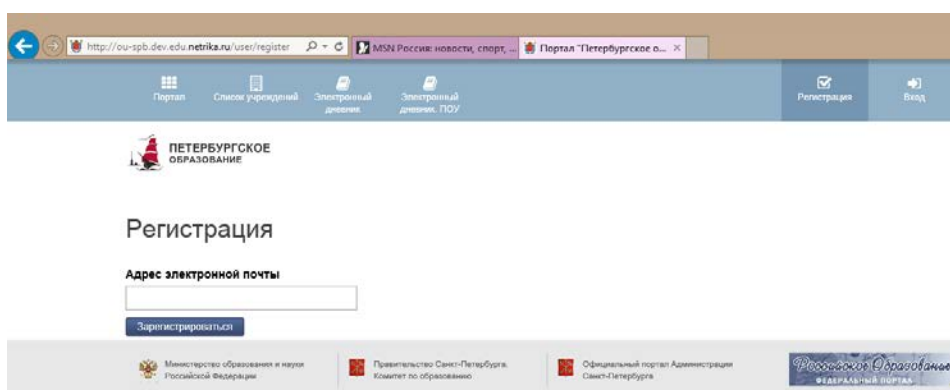 http://ou-spb.dev.edu.netrika.ru/user/register
MSN Россия: новости, спорт, ...
Портал "Петербургское о...
Портал
Список учреждений
Электронный
дневник
Электронный
дневник. ПОУ
Регистрация
Вход
ПЕТЕРБУРГСКОЕ
ОБРАЗОВАНИЕ
Регистрация
Адрес электронной почты
Зарегистрироваться
Министерство образования и науки
Российской Федерации
Правительство Санкт-Петербурга.
Комитет по образованию
Официальный портал Администрации
Санкт-Петербурга
Российское Образование
ФЕДЕРАЛЬНЫЙ ПОРТАЛ